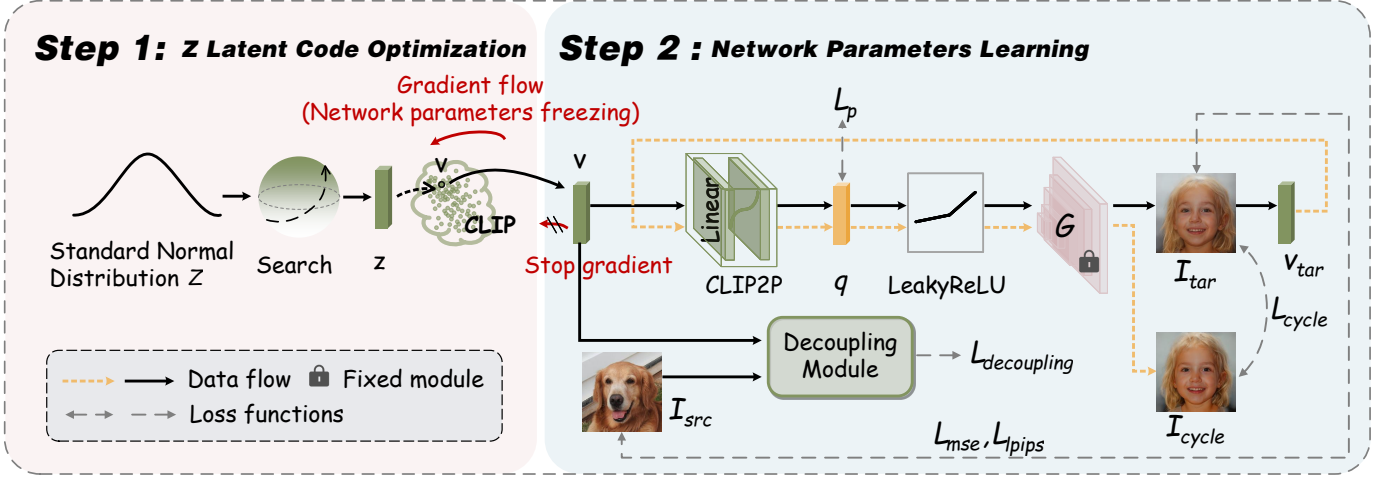 Step 1: Z Latent Code Optimization
Step 2 : Network Parameters Learning
Gradient flow
(Network parameters freezing)
L_p
v
v
Linear
CLIP
G
Stop gradient
Standard Normal
Distribution Z
Search
z
CLIP2P
q
LeakyReLU
I_tar
v_tar
L_cycle
Decoupling
Module
L_decoupling
Data flow
Fixed module
Loss functions
I_src
I_cycle
L_mse, L_lpips